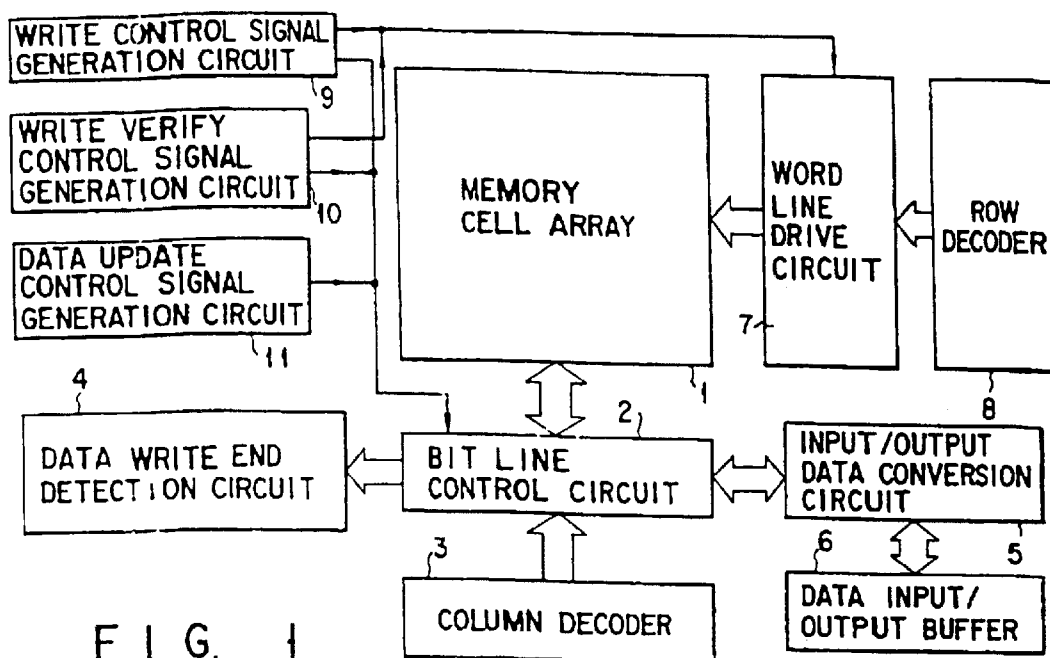 WRITE CONTROL SIGNAL
GENERATION CIRCUIT
9
WRITE VERIFY
CONTROL SIGNAL
GENERATION CIRCUIT
10
DATA UPDATE
CONTROL SIGNAL
GENERATION CIRCUIT
11
MEMORY
CELL ARRAY
1
WORD
LINE
DRIVE
CIRCUIT
7
ROW
DECODER
8
4
DATA WRITE END
DETECTION CIRCUIT
2
BIT LINE
CONTROL CIRCUIT
INPUT/OUTPUT
DATA CONVERSION
CIRCUIT
5
3
COLUMN DECODER
6
DATA INPUT/
OUTPUT BUFFER
FIG. 1